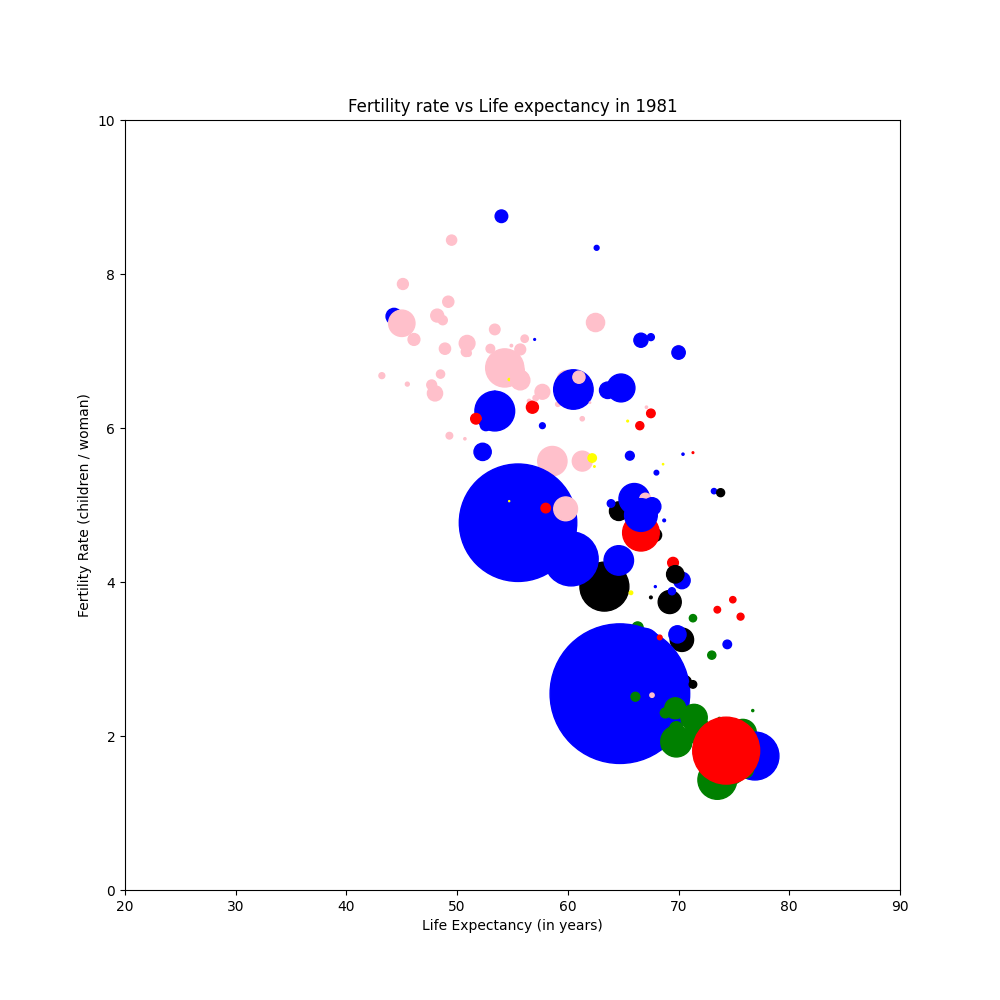 Fertility rate vs Life expectancy in 1981
10
8
6
4
2
0
Fertility Rate (children / woman)
20 30 40 50 60 70 80 90
Life Expectancy (in years)